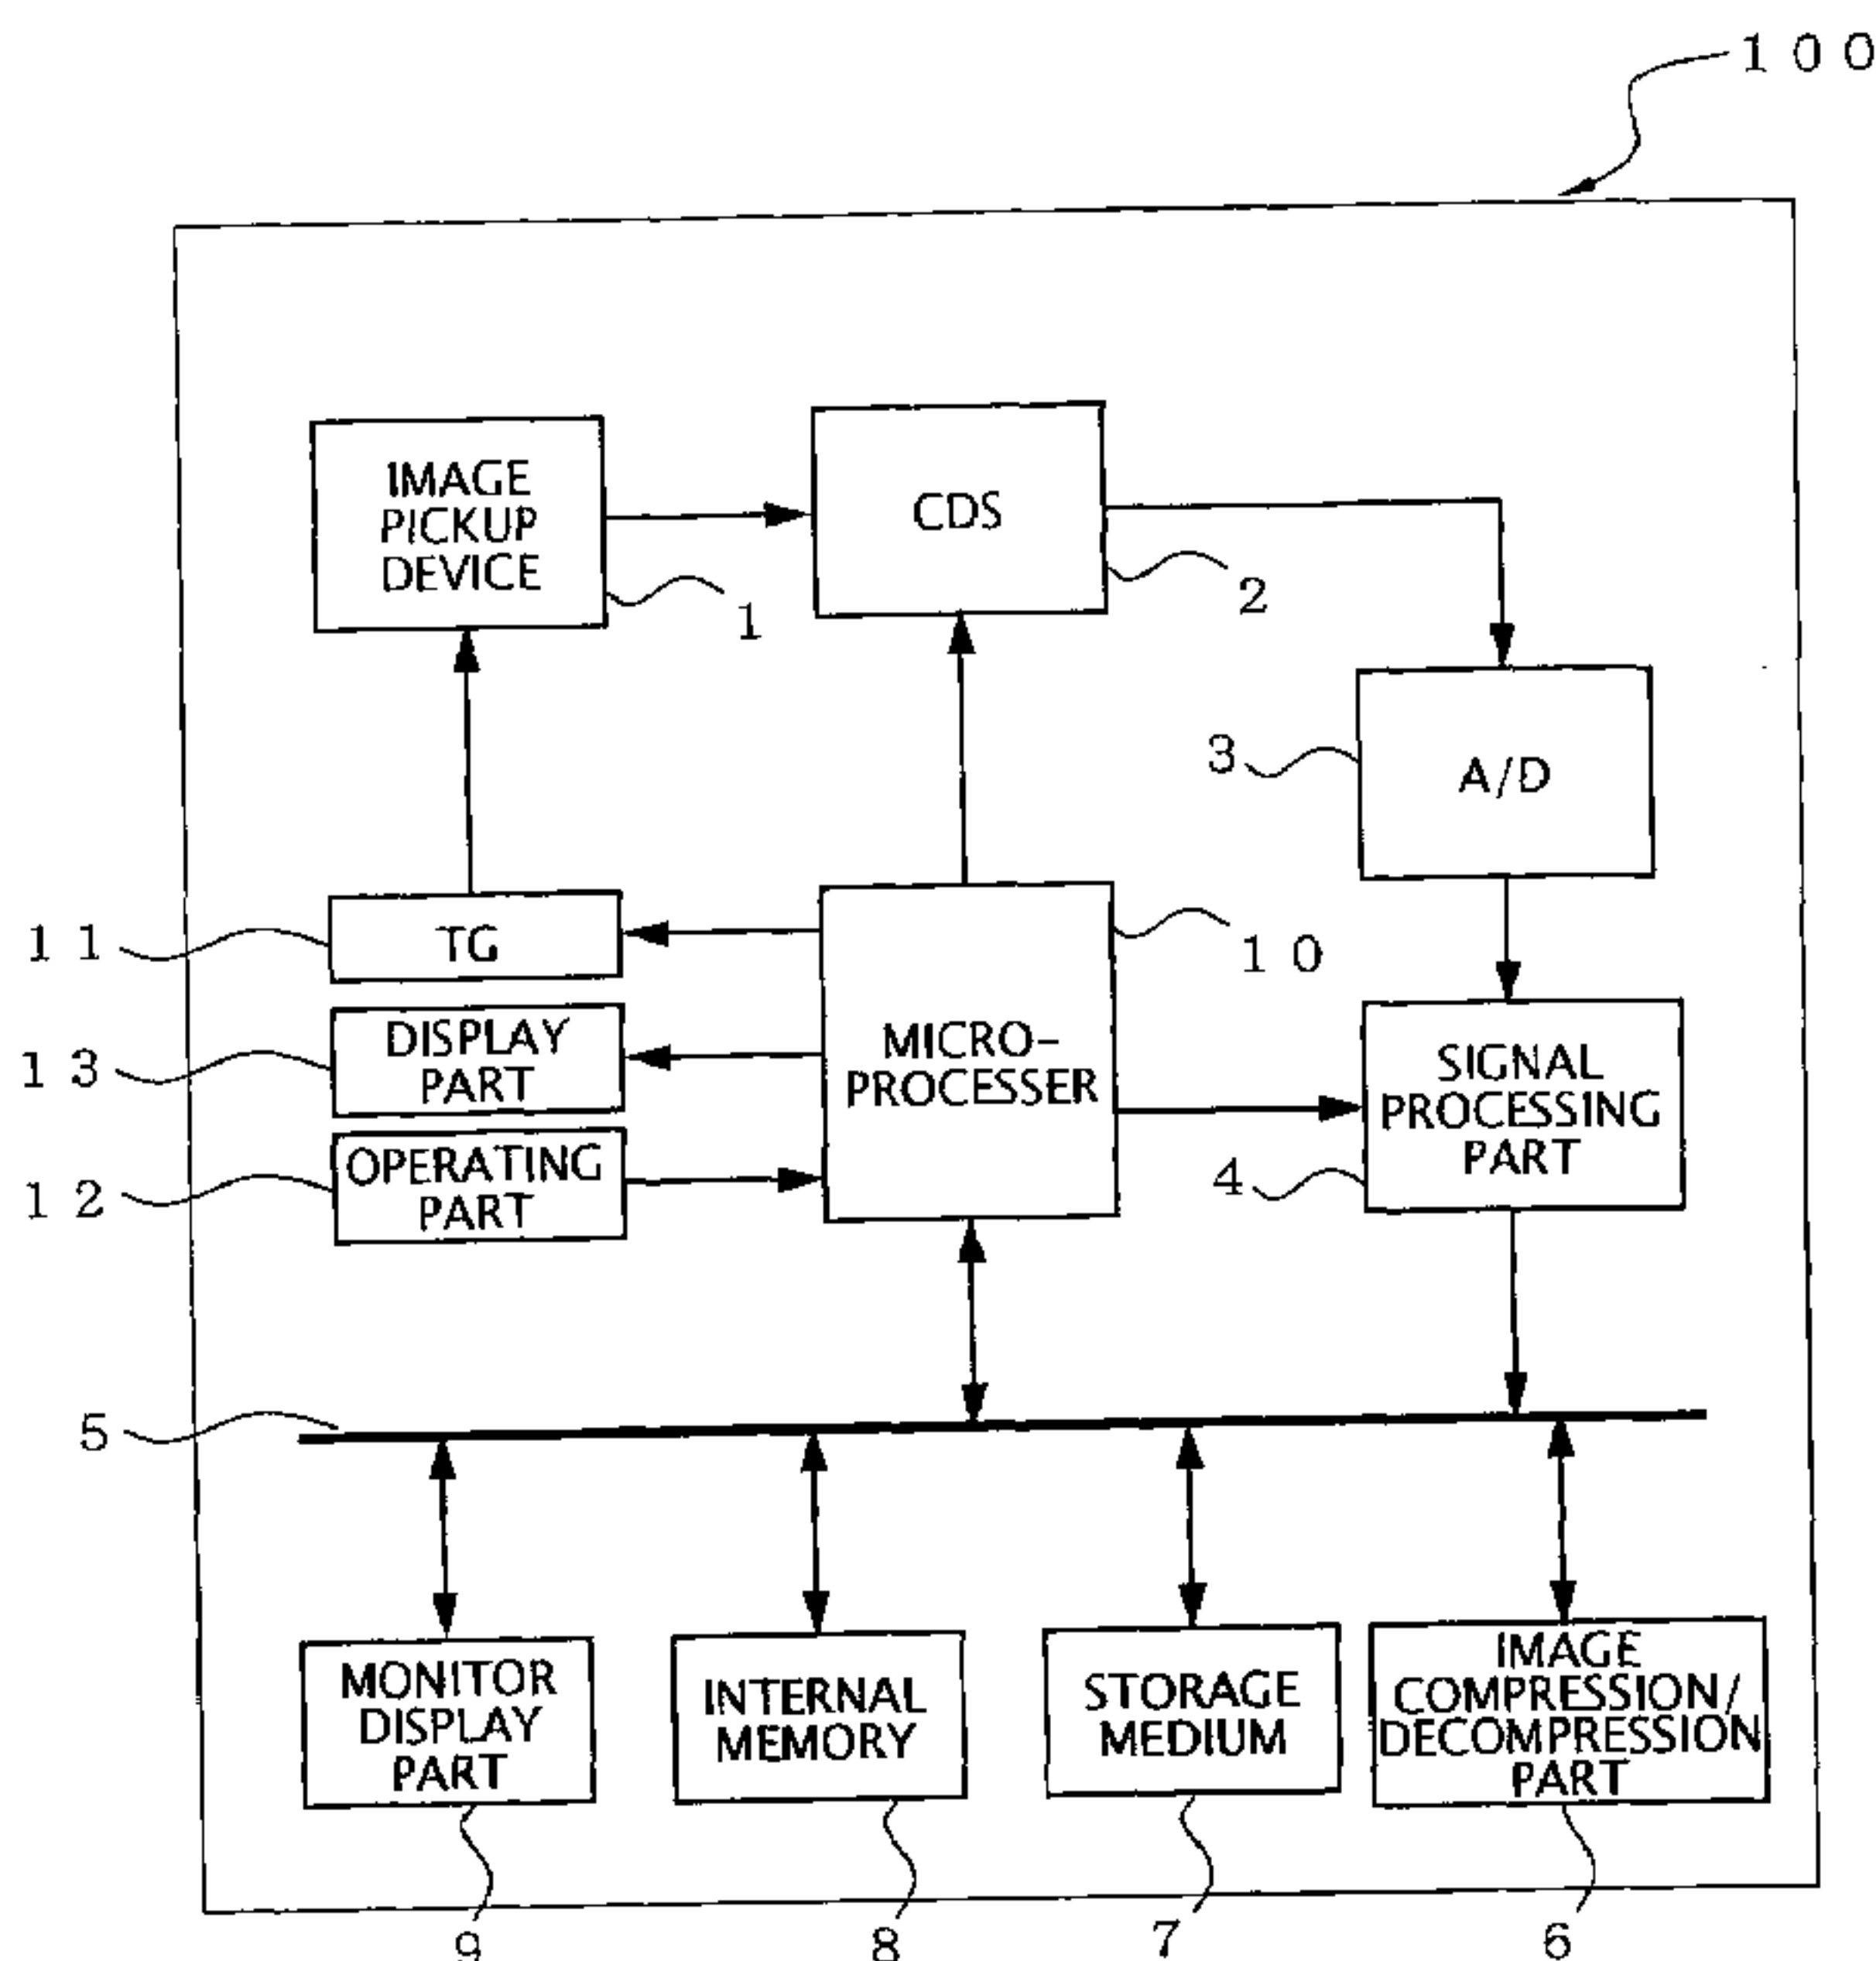 100
IMAGE
PICKUP
DEVICE
1
CDS
2
3
A/D
11
TG
10
13
DISPLAY
PART
MICRO-
PROCESSER
SIGNAL
PROCESSING
PART
4
12
OPERATING
PART
5
MONITOR
DISPLAY
PART
INTERNAL
MEMORY
STORAGE
MEDIUM
IMAGE
COMPRESSION/
DECOMPRESSION
PART
9
8
7
6